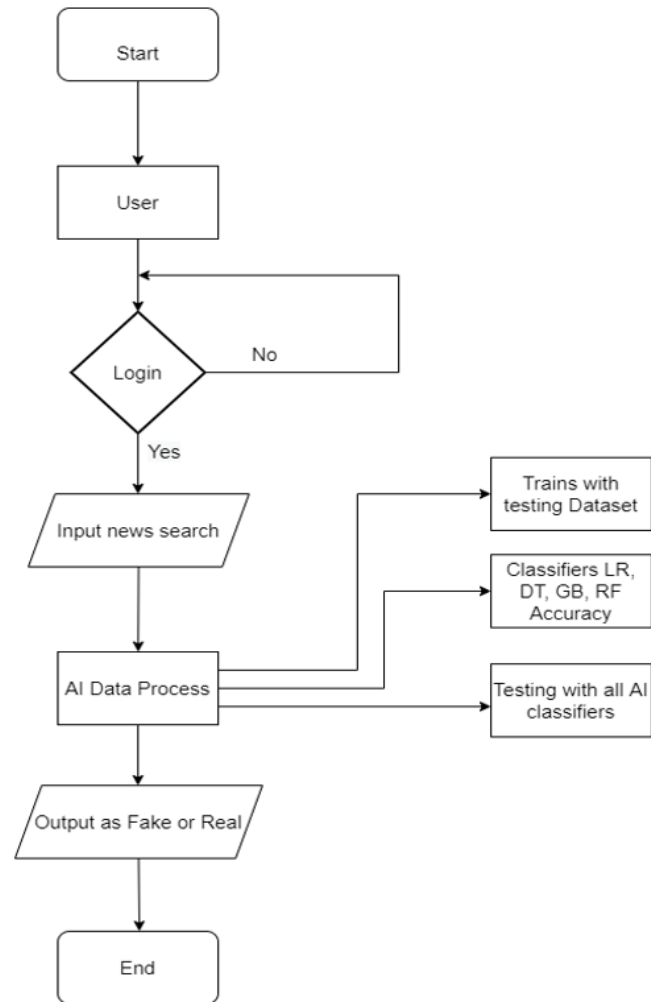 Start
User
No
Login
Yes
Trains with
testing Dataset
Input news search
Classifiers LR,
DT, GB, RF
Accuracy
AI Data Process
Testing with all AI
classifiers
Output as Fake or Real
End